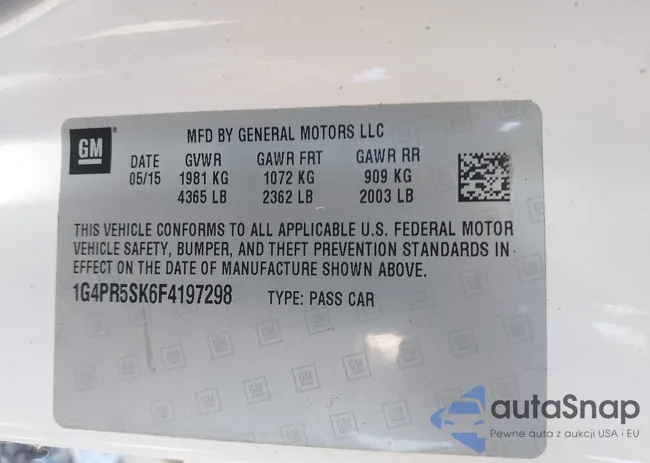 GM
MFD BY GENERAL MOTORS LLC
DATE GVWR GAWR FRT GAWR RR
05/15 1981 KG 1072 KG 909 KG
4365 LB 2362 LB 2003 LB
THIS VEHICLE CONFORMS TO ALL APPLICABLE U.S. FEDERAL MOTOR
VEHICLE SAFETY, BUMPER, AND THEFT PREVENTION STANDARDS IN
EFFECT ON THE DATE OF MANUFACTURE SHOWN ABOVE.
1G4PR5SK6F4197298 TYPE: PASS CAR
autaSnap
Pewne auta z aukcji USA i EU